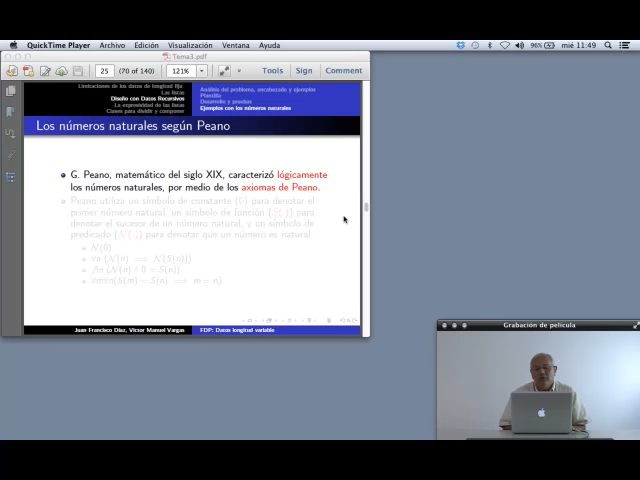 QuickTime Player Archivo Edición Visualización Ventana Ayuda 96% mié 11:49
Tema3.pdf
25 (70 of 140) 121% Tools Sign Comment
Limitaciones de los datos de longitud fija
Las listas
Diseño con Datos Recursivos
La expresividad de las listas
Clases para dividir y componer
Análisis del problema, encabezado y ejemplos
Plantilla
Desarrollo y pruebas
Ejemplos con los números naturales
Los números naturales según Peano
G. Peano, matemático del siglo XIX, caracterizó lógicamente
los números naturales, por medio de los axiomas de Peano.
Peano utiliza un símbolo de constante (0) para denotar el
primer número natural, un símbolo de función (S(·)) para
denotar el sucesor de un número natural, y un símbolo de
predicado (N(·)) para denotar que un número es natural
N(0)
∀n (N(n) ⟹ N(S(n)))
∄n (N(n) ∧ 0 = S(n))
∀m∀n(S(m) = S(n) ⟹ m = n)
Juan Francisco Díaz, Victor Manuel Vargas FDP: Datos longitud variable
Grabación de película